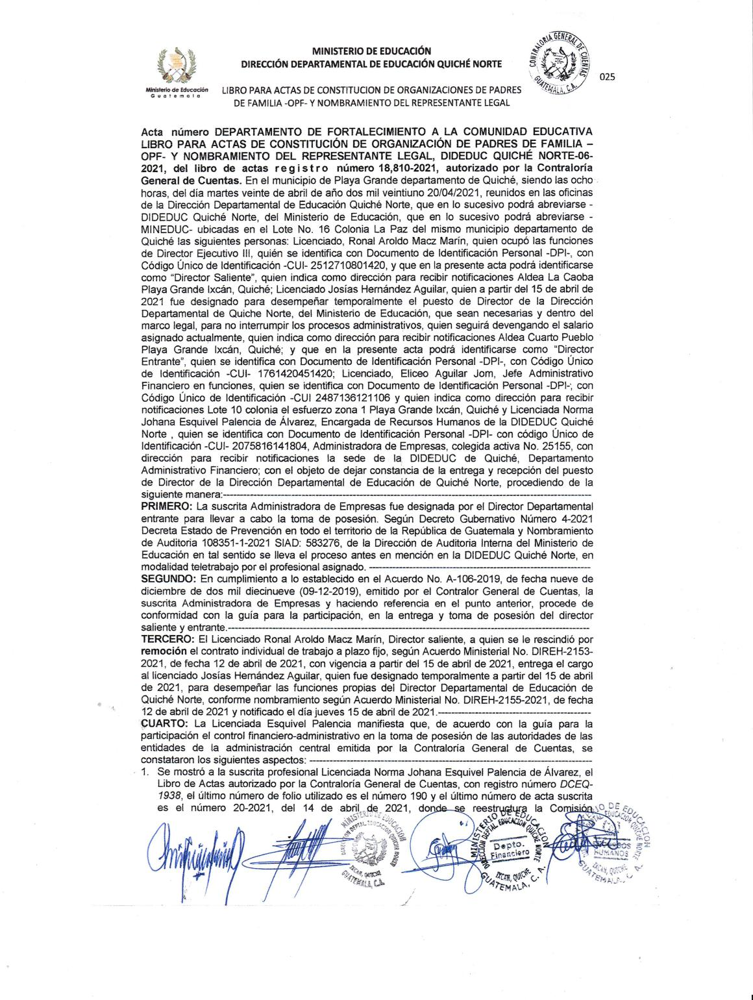 MINISTERIO DE EDUCACIÓN
DIRECCIÓN DEPARTAMENTAL DE EDUCACIÓN QUICHÉ NORTE
CONTRALORÍA GENERAL DE CUENTAS
GUATEMALA, C.A.
025
Ministerio de Educación
Guatemala
LIBRO PARA ACTAS DE CONSTITUCION DE ORGANIZACIONES DE PADRES
DE FAMILIA -OPF- Y NOMBRAMIENTO DEL REPRESENTANTE LEGAL
Acta número DEPARTAMENTO DE FORTALECIMIENTO A LA COMUNIDAD EDUCATIVA
LIBRO PARA ACTAS DE CONSTITUCIÓN DE ORGANIZACIÓN DE PADRES DE FAMILIA –
OPF- Y NOMBRAMIENTO DEL REPRESENTANTE LEGAL, DIDEDUC QUICHÉ NORTE-06-
2021, del libro de actas registro número 18,810-2021, autorizado por la Contraloría
General de Cuentas. En el municipio de Playa Grande departamento de Quiché, siendo las ocho
horas, del día martes veinte de abril de año dos mil veintiuno 20/04/2021, reunidos en las oficinas
de la Dirección Departamental de Educación Quiché Norte, que en lo sucesivo podrá abreviarse -
DIDEDUC Quiché Norte, del Ministerio de Educación, que en lo sucesivo podrá abreviarse -
MINEDUC- ubicadas en el Lote No. 16 Colonia La Paz del mismo municipio departamento de
Quiché las siguientes personas: Licenciado, Ronal Aroldo Macz Marín, quien ocupó las funciones
de Director Ejecutivo III, quién se identifica con Documento de Identificación Personal -DPI-, con
Código Único de Identificación -CUI- 2512710801420, y que en la presente acta podrá identificarse
como “Director Saliente”, quien indica como dirección para recibir notificaciones Aldea La Caoba
Playa Grande Ixcán, Quiché; Licenciado Josías Hernández Aguilar, quien a partir del 15 de abril de
2021 fue designado para desempeñar temporalmente el puesto de Director de la Dirección
Departamental de Quiche Norte, del Ministerio de Educación, que sean necesarias y dentro del
marco legal, para no interrumpir los procesos administrativos, quien seguirá devengando el salario
asignado actualmente, quien indica como dirección para recibir notificaciones Aldea Cuarto Pueblo
Playa Grande Ixcán, Quiché; y que en la presente acta podrá identificarse como “Director
Entrante”, quien se identifica con Documento de Identificación Personal -DPI-, con Código Único
de Identificación -CUI- 1761420451420; Licenciado, Eliceo Aguilar Jom, Jefe Administrativo
Financiero en funciones, quien se identifica con Documento de Identificación Personal -DPI-; con
Código Único de Identificación -CUI 2487136121106 y quien indica como dirección para recibir
notificaciones Lote 10 colonia el esfuerzo zona 1 Playa Grande Ixcán, Quiché y Licenciada Norma
Johana Esquivel Palencia de Álvarez, Encargada de Recursos Humanos de la DIDEDUC Quiché
Norte , quien se identifica con Documento de Identificación Personal -DPI- con código Único de
Identificación -CUI- 2075816141804, Administradora de Empresas, colegida activa No. 25155, con
dirección para recibir notificaciones la sede de la DIDEDUC de Quiché, Departamento
Administrativo Financiero; con el objeto de dejar constancia de la entrega y recepción del puesto
de Director de la Dirección Departamental de Educación de Quiché Norte, procediendo de la
siguiente manera:------------------------------------------------------------
PRIMERO: La suscrita Administradora de Empresas fue designada por el Director Departamental
entrante para llevar a cabo la toma de posesión. Según Decreto Gubernativo Número 4-2021
Decreta Estado de Prevención en todo el territorio de la República de Guatemala y Nombramiento
de Auditoria 108351-1-2021 SIAD: 583276, de la Dirección de Auditoria Interna del Ministerio de
Educación en tal sentido se lleva el proceso antes en mención en la DIDEDUC Quiché Norte, en
modalidad teletrabajo por el profesional asignado. ----------------------------------------
SEGUNDO: En cumplimiento a lo establecido en el Acuerdo No. A-106-2019, de fecha nueve de
diciembre de dos mil diecinueve (09-12-2019), emitido por el Contralor General de Cuentas, la
suscrita Administradora de Empresas y haciendo referencia en el punto anterior, procede de
conformidad con la guía para la participación, en la entrega y toma de posesión del director
saliente y entrante.------------------------------------------------------------
TERCERO: El Licenciado Ronal Aroldo Macz Marín, Director saliente, a quien se le rescindió por
remoción el contrato individual de trabajo a plazo fijo, según Acuerdo Ministerial No. DIREH-2153-
2021, de fecha 12 de abril de 2021, con vigencia a partir del 15 de abril de 2021, entrega el cargo
al licenciado Josías Hernández Aguilar, quien fue designado temporalmente a partir del 15 de abril
de 2021, para desempeñar las funciones propias del Director Departamental de Educación de
Quiché Norte, conforme nombramiento según Acuerdo Ministerial No. DIREH-2155-2021, de fecha
12 de abril de 2021 y notificado el día jueves 15 de abril de 2021.------------------------------
CUARTO: La Licenciada Esquivel Palencia manifiesta que, de acuerdo con la guía para la
participación el control financiero-administrativo en la toma de posesión de las autoridades de las
entidades de la administración central emitida por la Contraloría General de Cuentas, se
constataron los siguientes aspectos: --------------------------------------------------
1. Se mostró a la suscrita profesional Licenciada Norma Johana Esquivel Palencia de Álvarez, el
Libro de Actas autorizado por la Contraloría General de Cuentas, con registro número DCEQ-
1938, el último número de folio utilizado es el número 190 y el último número de acta suscrita
es el número 20-2021, del 14 de abril de 2021, donde se reestructura la Comisión
MINISTERIO DE EDUCACION
DIRECCION DEPTAL. EDUCACION QUICHE NORTE
IXCAN, QUICHE
GUATEMALA, C.A.
MINISTERIO DE EDUCACION
DIRECCION DEPTAL. EDUCACION QUICHE NORTE
Depto.
Financiero
IXCAN, QUICHE
GUATEMALA, C. A.
DE EDUCACION
HUMANOS
IXCAN, QUICHE
GUATEMALA, C. A.